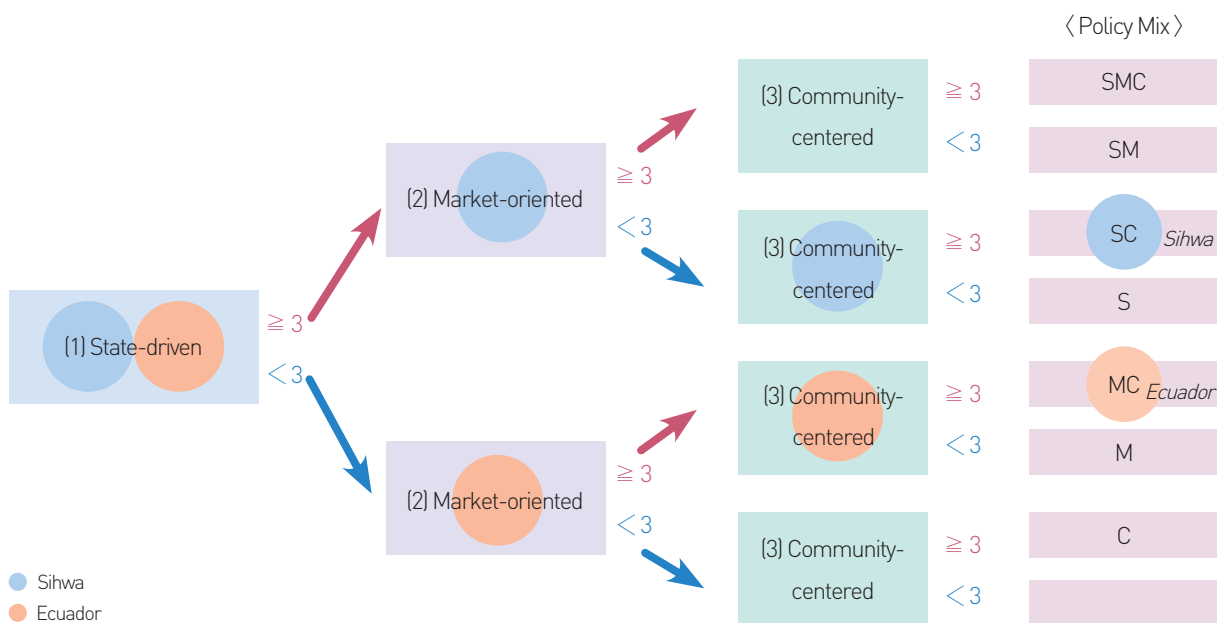 〈 Policy Mix 〉
(3) Community-
centered
≧ 3
< 3
SMC
SM
(2) Market-oriented
≧ 3
< 3
(3) Community-
centered
≧ 3
< 3
SC
Sihwa
S
(1) State-driven
≧ 3
< 3
(3) Community-
centered
≧ 3
< 3
MC
Ecuador
M
(2) Market-oriented
≧ 3
< 3
(3) Community-
centered
≧ 3
< 3
C
Sihwa
Ecuador